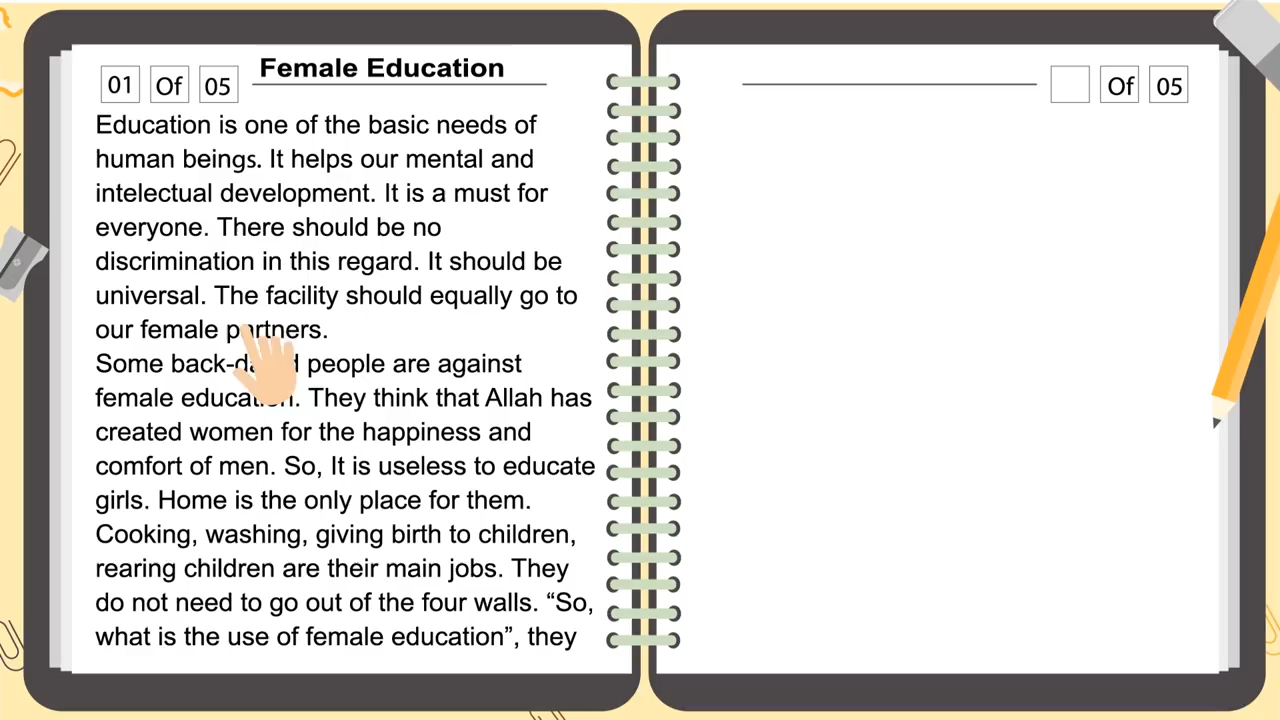 01 Of 05 Female Education
Education is one of the basic needs of
human beings. It helps our mental and
intelectual development. It is a must for
everyone. There should be no
discrimination in this regard. It should be
universal. The facility should equally go to
our female partners.
Some people are against
female education. They think that Allah has
created women for the happiness and
comfort of men. So, It is useless to educate
girls. Home is the only place for them.
Cooking, washing, giving birth to children,
rearing children are their main jobs. They
do not need to go out of the four walls. “So,
what is the use of female education”, they
Of 05